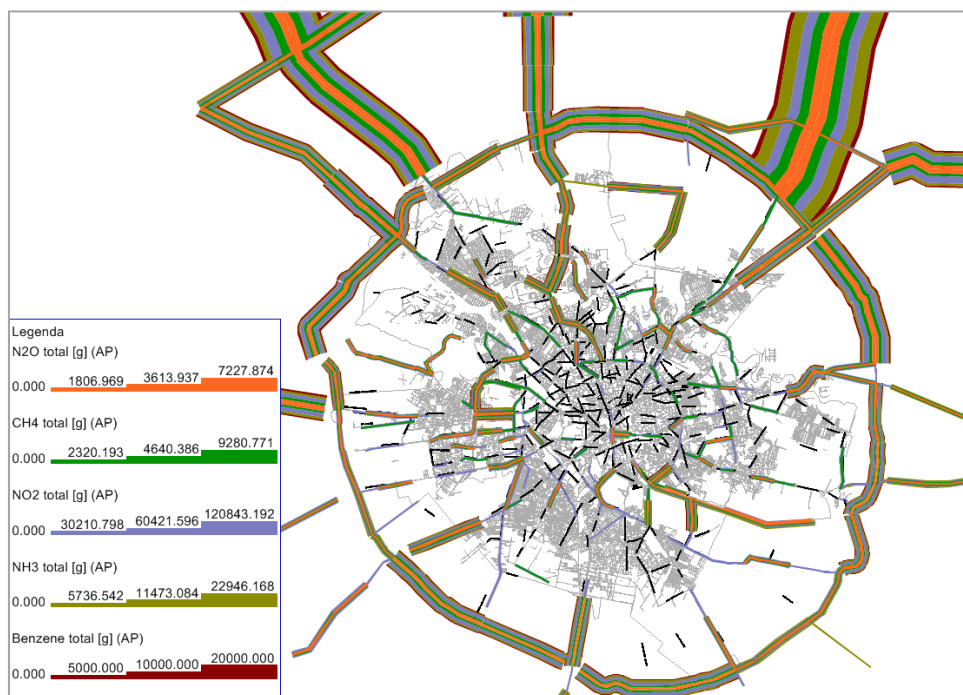 Legenda
N2O total [g] (AP)
0.000 1806.969 3613.937 7227.874
CH4 total [g] (AP)
0.000 2320.193 4640.386 9280.771
NO2 total [g] (AP)
0.000 30210.798 60421.596 120843.192
NH3 total [g] (AP)
0.000 5736.542 11473.084 22946.168
Benzene total [g] (AP)
0.000 5000.000 10000.000 20000.000